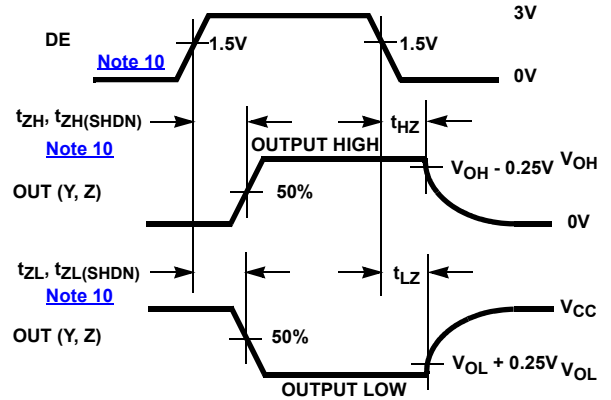 3V
DE
1.5V
1.5V
Note 10
0V
tZH, tZH(SHDN)
tHZ
Note 10
OUTPUT HIGH
VOH - 0.25V
VOH
OUT (Y, Z)
50%
0V
tZL, tZL(SHDN)
tLZ
Note 10
VCC
OUT (Y, Z)
50%
VOL + 0.25V
VOL
OUTPUT LOW